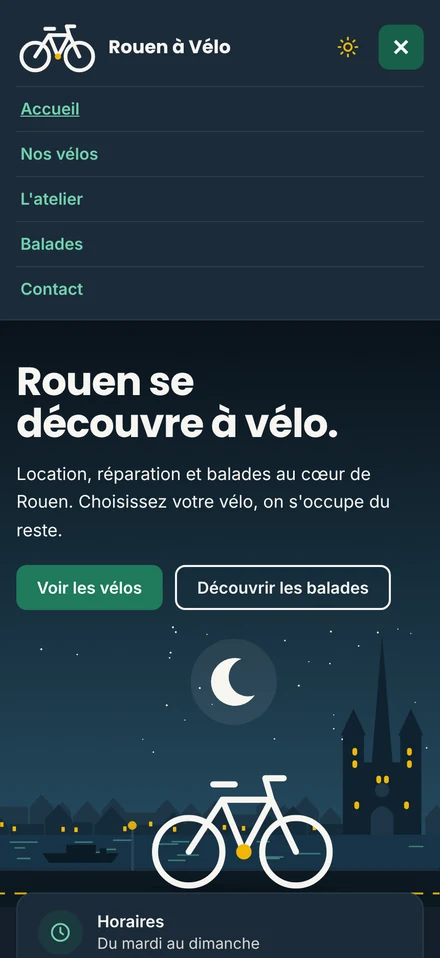 Rouen à Vélo
Accueil
Nos vélos
L'atelier
Balades
Contact
Rouen se
découvre à vélo.
Location, réparation et balades au cœur de
Rouen. Choisissez votre vélo, on s'occupe du
reste.
Voir les vélos
Découvrir les balades
Horaires
Du mardi au dimanche